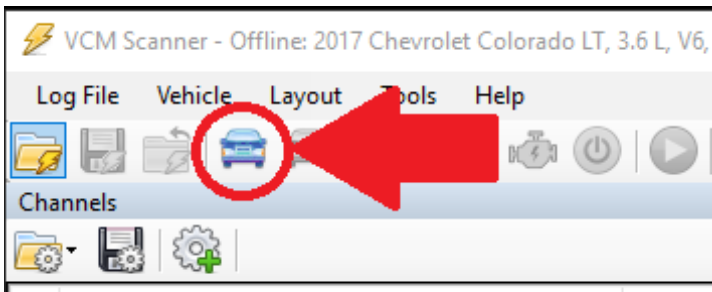 VCM Scanner - Offline: 2017 Chevrolet Colorado LT, 3.6 L, V6,
Log File Vehicle Layout Tools Help
Channels